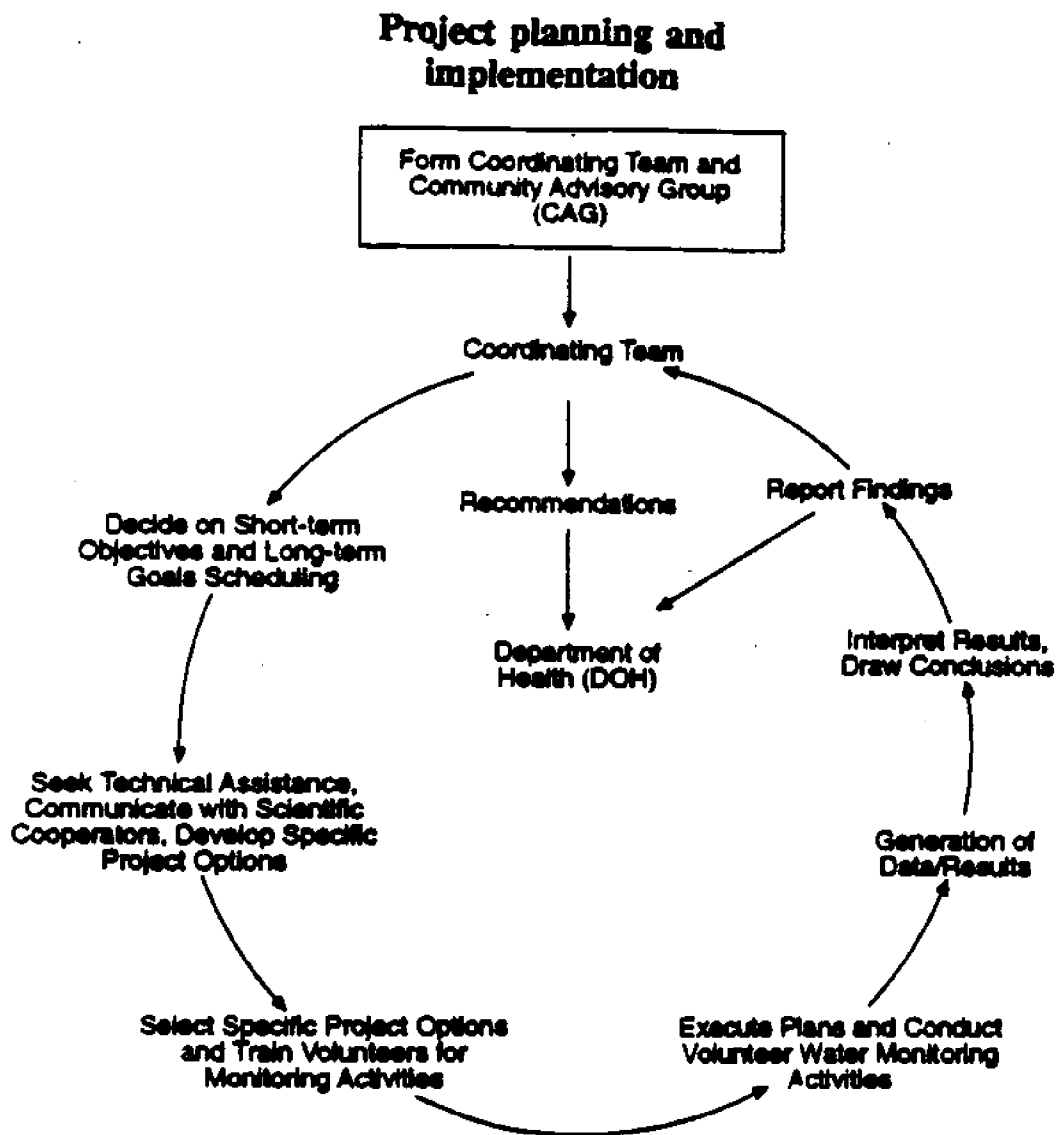 Project planning and
implementation
Form Coordinating Team and
Community Advisory Group
(CAG)
Coordinating Team
Recommendations
Report Findings
Decide on Short-term
Objectives and Long-term
Goals Scheduling
Department of
Health (DOH)
Interpret Results,
Draw Conclusions
Seek Technical Assistance,
Communicate with Scientific
Cooperators, Develop Specific
Project Options
Generation of
Data/Results
Select Specific Project Options
and Train Volunteers for
Monitoring Activities
Execute Plans and Conduct
Volunteer Water Monitoring
Activities